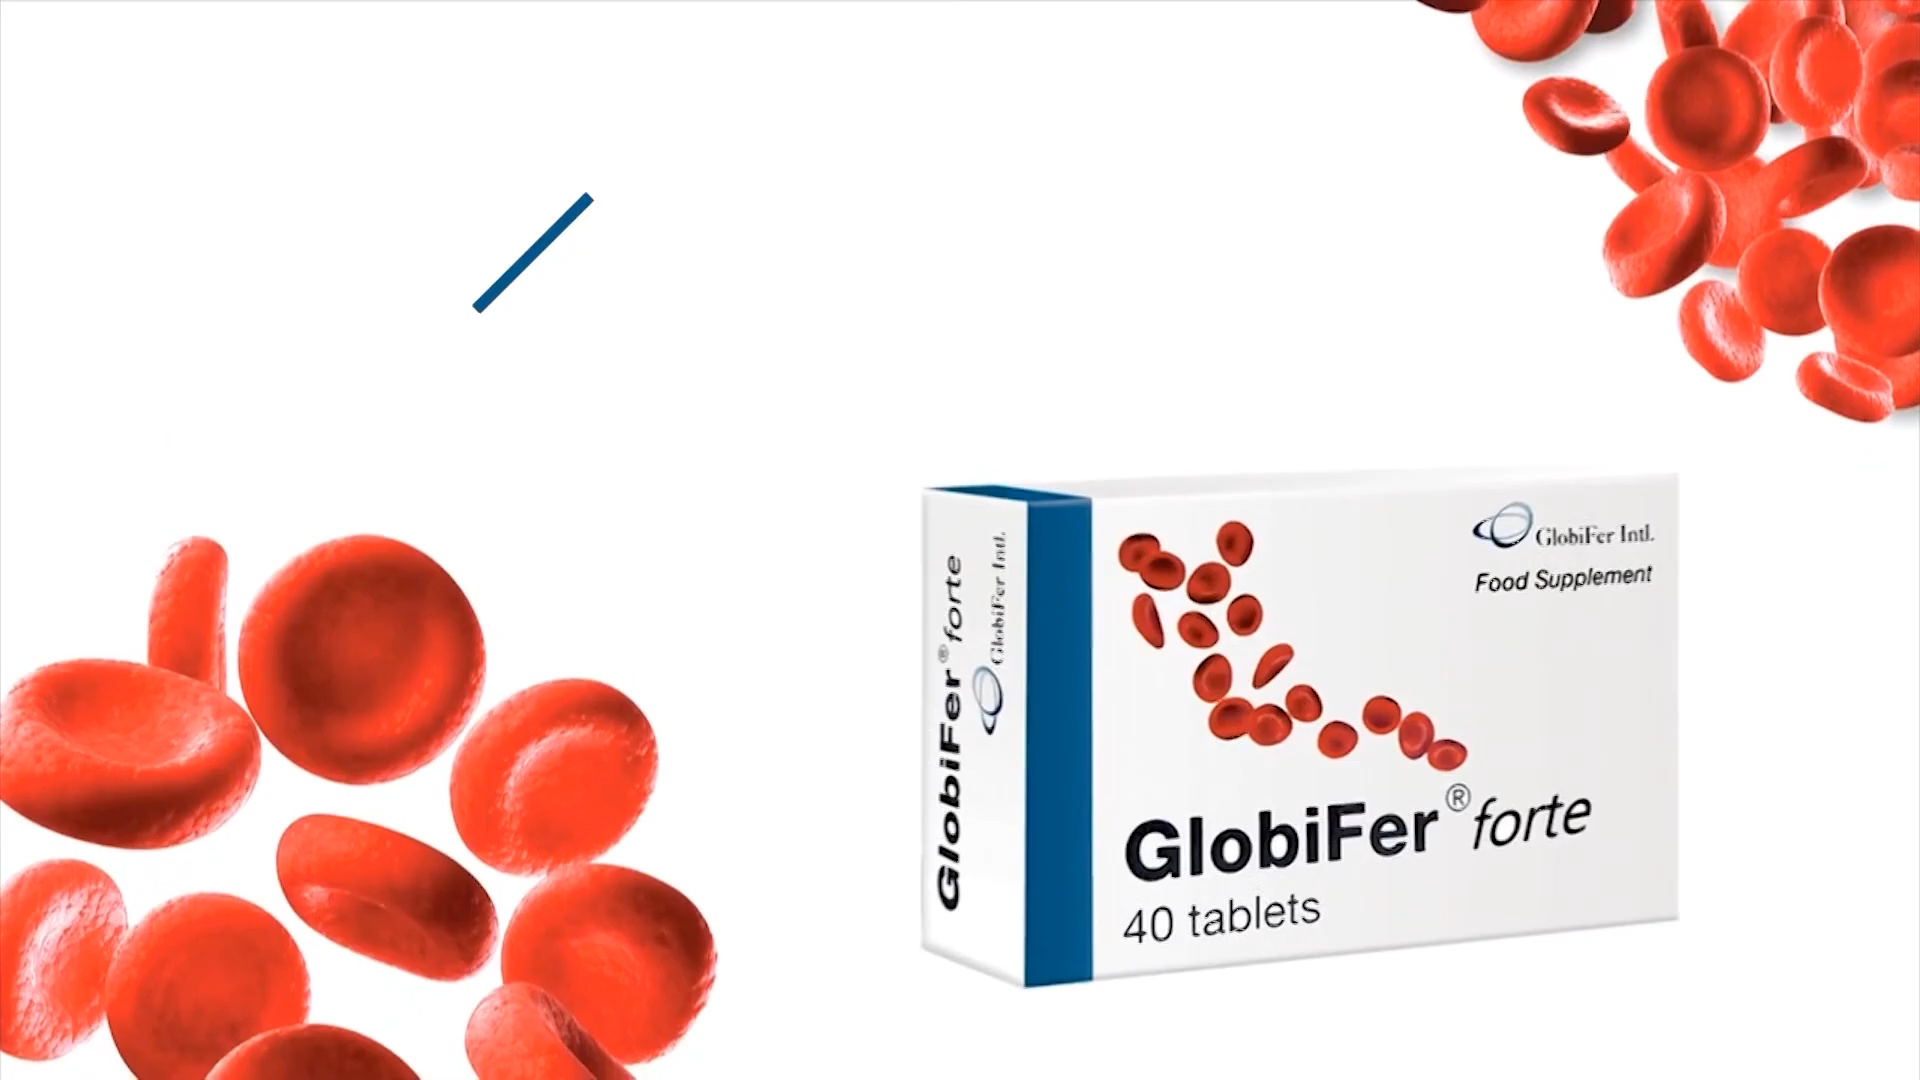 GlobiFer Intl.
Food Supplement
GlobiFer® forte
40 tablets
GlobiFer® forte
GlobiFer Intl.